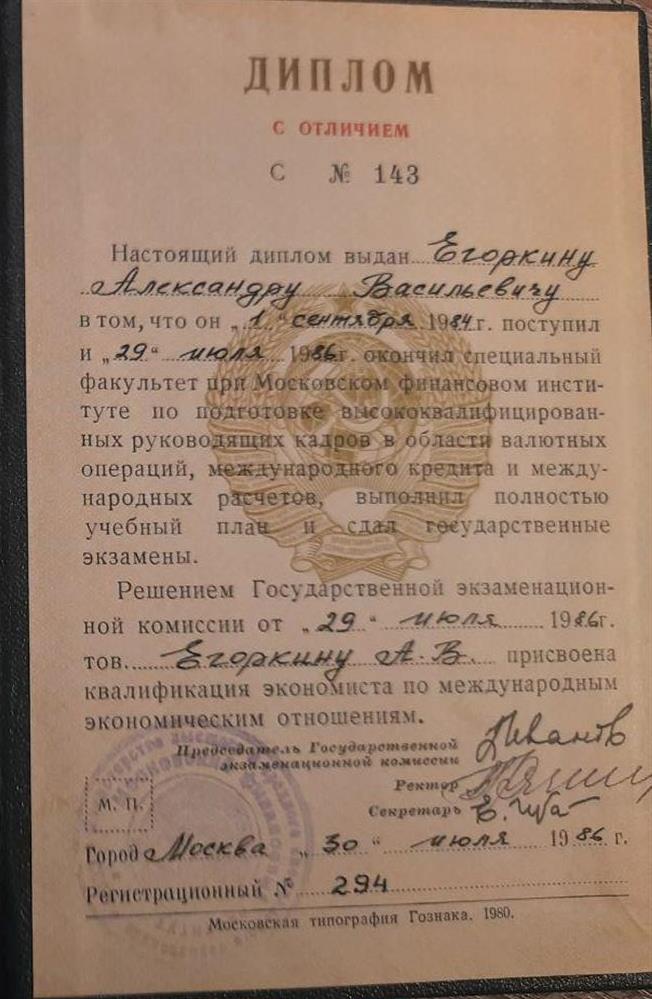 ДИПЛОМ
С ОТЛИЧИЕМ
С № 143
Настоящий диплом выдан Егоркину
Александру Васильевичу
в том, что он „1“ сентября 1984 г. поступил
и „29“ июля 1986 г. окончил специальный
факультет при Московском финансовом инсти-
туте по подготовке высококвалифицирован-
ных руководящих кадров в области валютных
операций, международного кредита и между-
народных расчетов, выполнил полностью
учебный план и сдал государственные
экзамены.
Решением Государственной экзаменацион-
ной комиссии от „29“ июля 1986 г.
тов. Егоркину А. В. присвоена
квалификация экономиста по международным
экономическим отношениям.
Председатель Государственной
экзаменационной комиссии
Ректор
Секретарь
М. П.
Город Москва „30“ июля 1986 г.
Регистрационный № 294
Московская типография Гознака. 1980.